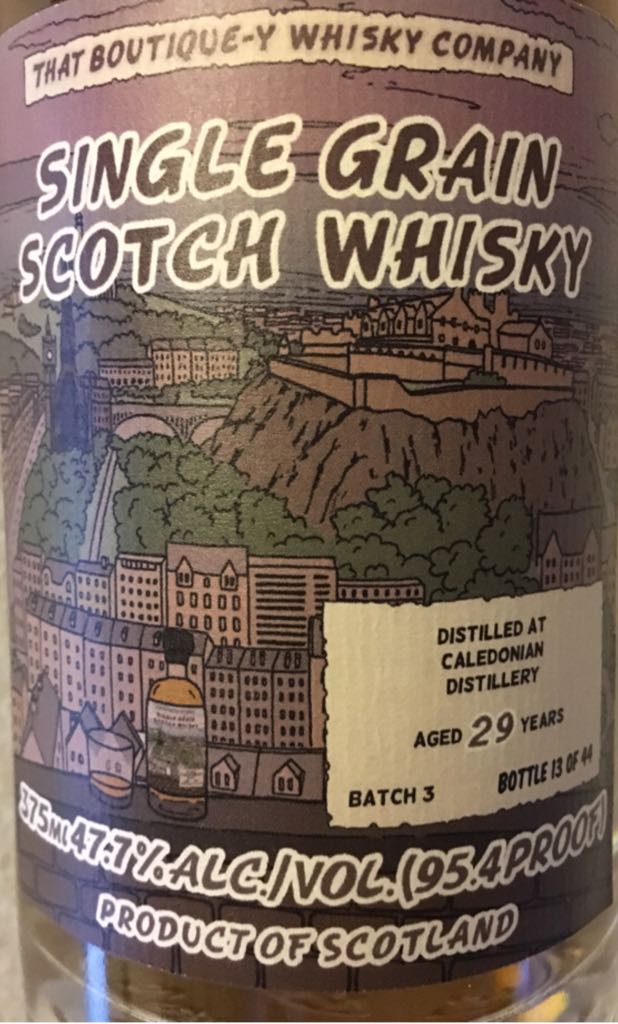 THAT BOUTIQUE-Y WHISKY COMPANY
SINGLE GRAIN
SCOTCH WHISKY
DISTILLED AT
CALEDONIAN
DISTILLERY
AGED 29 YEARS
BATCH 3 BOTTLE 13 OF 44
375ML 47.7% ALC./VOL. (95.4 PROOF)
PRODUCT OF SCOTLAND